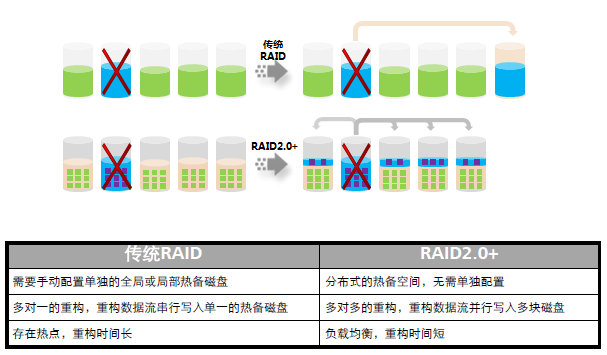 传统
RAID
RAID2.0+
传统RAID
RAID2.0+
需要手动配置单独的全局或局部热备磁盘
分布式的热备空间，无需单独配置
多对一的重构，重构数据流串行写入单一的热备磁盘
多对多的重构，重构数据流并行写入多块磁盘
存在热点，重构时间长
负载均衡，重构时间短